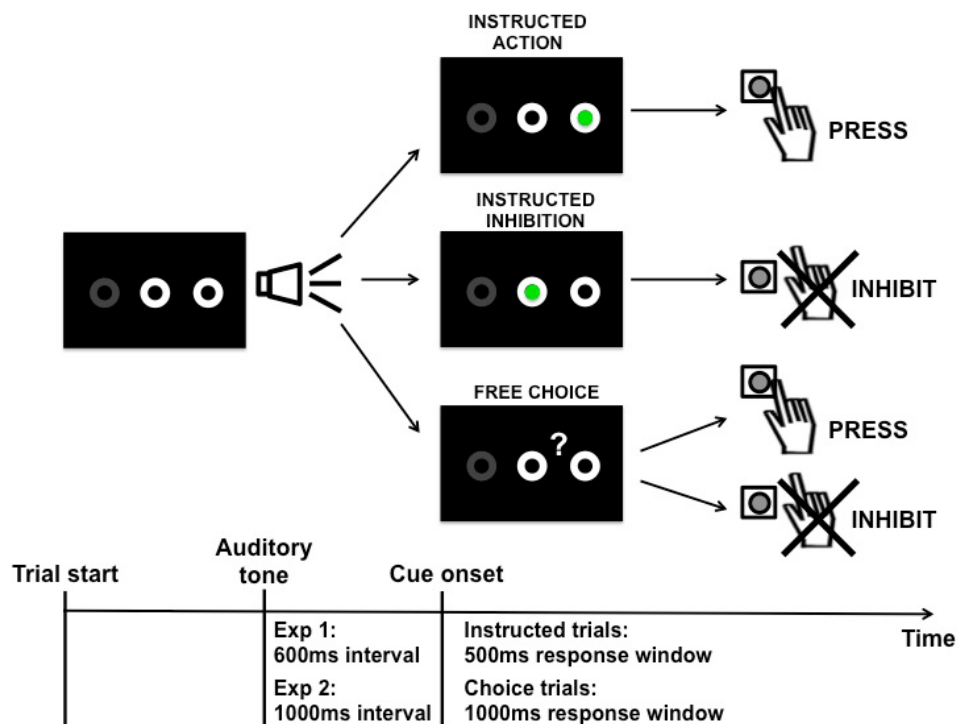 INSTRUCTED
ACTION
PRESS
INSTRUCTED
INHIBITION
INHIBIT
FREE CHOICE
?
PRESS
INHIBIT
Trial start
Auditory
tone
Cue onset
Time
Exp 1:
600ms interval
Exp 2:
1000ms interval
Instructed trials:
500ms response window
Choice trials:
1000ms response window